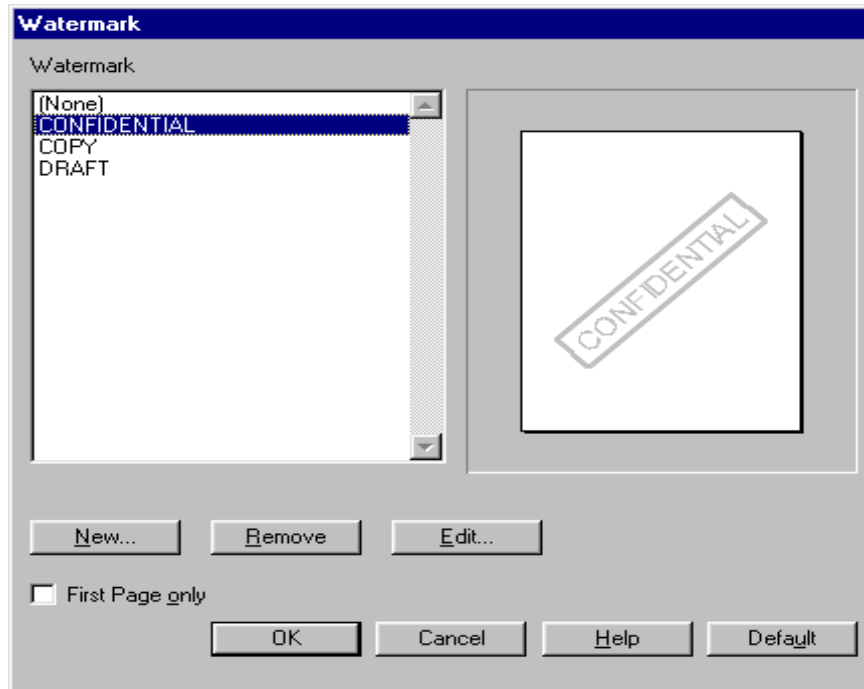 Watermark
Watermark
(None)
CONFIDENTIAL
COPY
DRAFT
CONFIDENTIAL
New... Remove Edit...
First Page only
OK Cancel Help Default